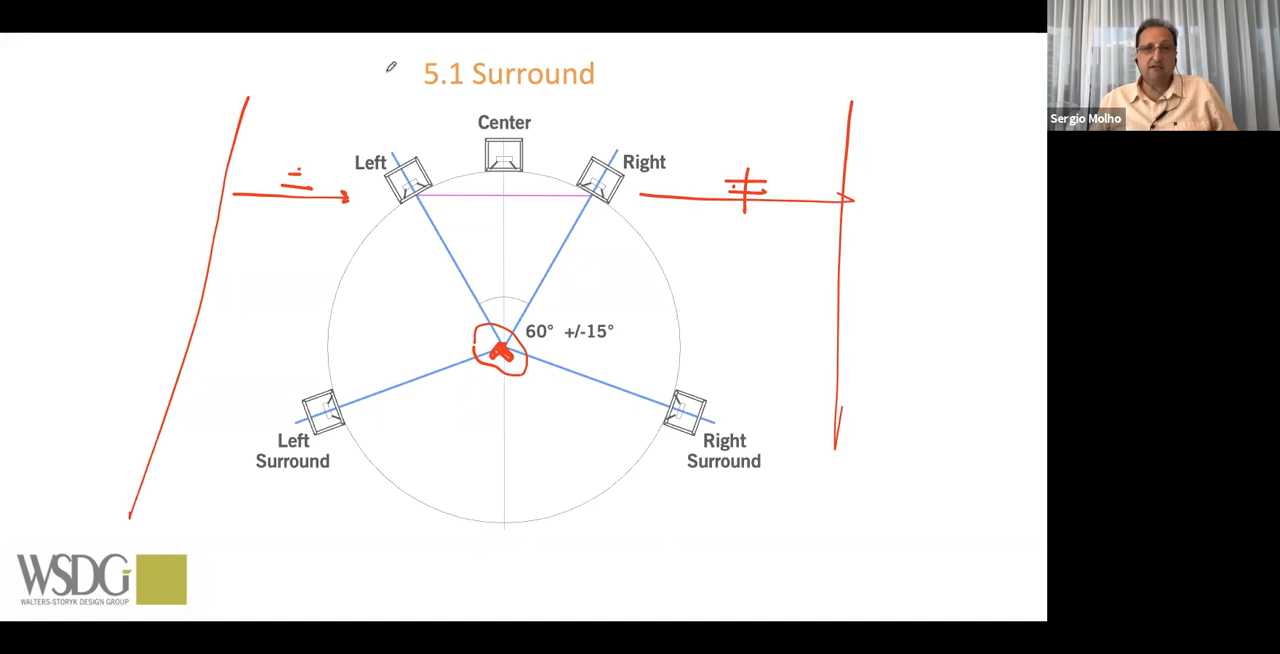 5.1 Surround
Sergio Molho
Center
Left
Right
60° +/-15°
Left
Surround
Right
Surround
WSDG
WALTERS-STORYK DESIGN GROUP